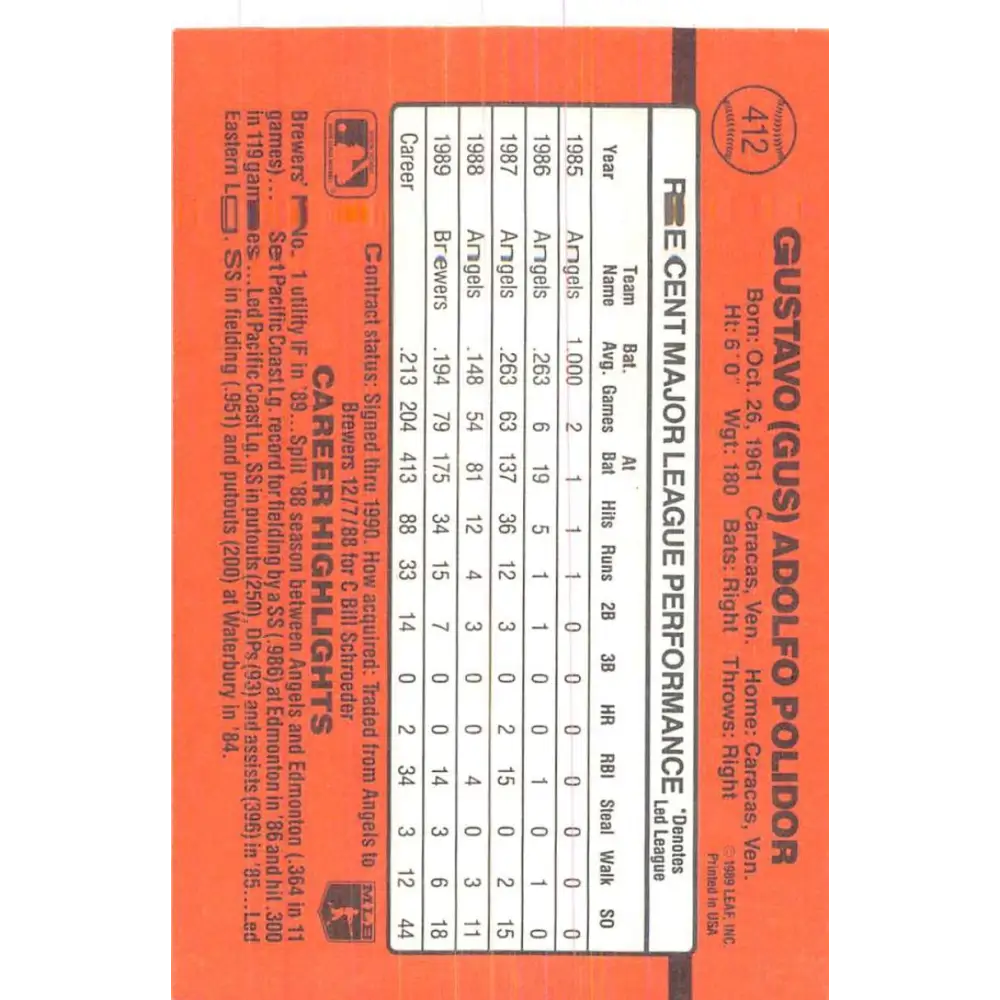 412
GUSTAVO (GUS) ADOLFO POLIDOR
Born: Oct. 26, 1961 Caracas, Ven. Home: Caracas, Ven.
Ht: 6'0" Wgt: 180 Bats: Right Throws: Right
© 1989 LEAF, INC.
Printed in USA
RECENT MAJOR LEAGUE PERFORMANCE
*Denotes
Led League
Year Team Name Bat. Avg. Games At Bat Hits Runs 2B 3B HR RBI Steal Walk SO
1985 Angels 1.000 2 1 1 1 0 0 0 0 0 0 0
1986 Angels .263 6 19 5 1 1 0 0 1 0 1 0
1987 Angels .263 63 137 36 12 3 0 2 15 0 2 15
1988 Angels .148 54 81 12 4 3 0 0 4 0 3 11
1989 Brewers .194 79 175 34 15 7 0 0 14 3 6 18
Career .213 204 413 88 33 14 0 2 34 3 12 44
Contract status: Signed thru 1990. How acquired: Traded from Angels to
Brewers 12/7/88 for C Bill Schroeder
MLB
CAREER HIGHLIGHTS
Brewers' No. 1 utility IF in '89... Split '88 season between Angels and Edmonton (.364 in 11
games)... Set Pacific Coast Lg. record for fielding by a SS (.986) at Edmonton in '86 and hit .300
in 119 games... Led Pacific Coast Lg. SS in putouts (250), DPs (93) and assists (396) in '85... Led
Eastern L . SS in fielding (.951) and putouts (200) at Waterbury in '84.